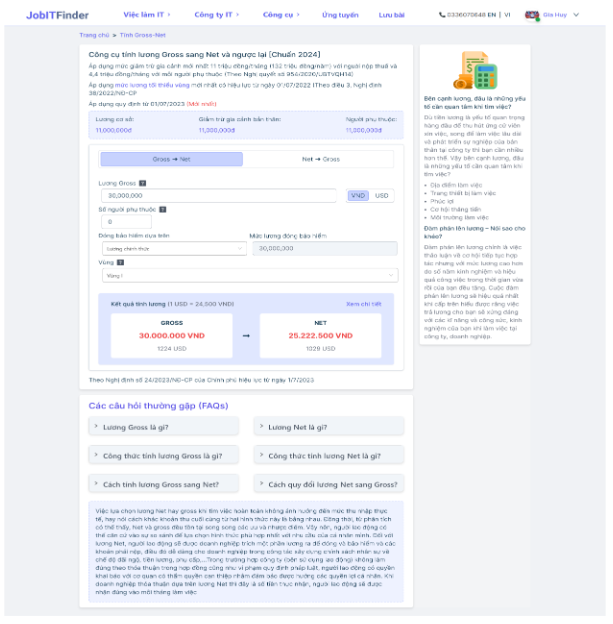 JobITFinder
Việc làm IT
Công ty IT
Công cụ
Ứng tuyển
Lưu bài
0336079848 EN | VI
Gia Huy
Trang chủ > Tính Gross-Net
Công cụ tính lương Gross sang Net và ngược lại [Chuẩn 2024]
Áp dụng mức giảm trừ gia cảnh mới nhất 11 triệu đồng/tháng (132 triệu đồng/năm) với người nộp thuế và
4,4 triệu đồng/tháng với mỗi người phụ thuộc (Theo Nghị quyết số 954/2020/UBTVQH14)
Áp dụng mức lương tối thiểu vùng mới nhất có hiệu lực từ ngày 01/07/2022 (Theo điều 3, Nghị định
38/2022/NĐ-CP
Áp dụng quy định từ 01/07/2023 (Mới nhất)
Lương cơ sở:
Giảm trừ gia cảnh bản thân:
Người phụ thuộc:
11,000,000đ
11,300,000đ
11,300,000đ
Gross → Net
Net → Gross
Lương Gross
30,000,000
VND
USD
Số người phụ thuộc
0
Đóng bảo hiểm dựa trên
Mức lương đóng bảo hiểm
Lương chính thức
Vùng
Vùng I
Kết quả tính lương (1 USD = 24,500 VND)
Xem chi tiết
GROSS
30.000.000 VND
1224 USD
→
NET
25.222.500 VND
1029 USD
Theo Nghị định số 24/2023/NĐ-CP của Chính phủ hiệu lực từ ngày 1/7/2023
Các câu hỏi thường gặp (FAQs)
> Lương Gross là gì?
> Lương Net là gì?
> Công thức tính lương Gross là gì?
> Công thức tính lương Net là gì?
> Cách tính lương Gross sang Net?
> Cách quy đổi lương Net sang Gross?
Việc lựa chọn lương Net hay gross khi tìm việc hoàn toàn không ảnh hưởng đến mức thu nhập thực
tế, hay nói cách khác khoản thu cuối cùng từ hai hình thức này là bằng nhau. Đồng thời, từ phân tích
có thể thấy, Net và gross đều tồn tại song song các ưu và nhược điểm. Vậy nên, người lao động có
thể căn cứ vào sự so sánh để lựa chọn hình thức phù hợp nhất với nhu cầu của cá nhân mình. Đối với
lương Net, người lao động sẽ được doanh nghiệp trích một phần lương ra để đóng và bảo hiểm và các
khoản phải nộp, điều đó dễ dàng cho doanh nghiệp trong công tác xây dựng chính sách nhân sự về
chế độ đãi ngộ, tiền lương, phụ cấp,...Trong trường hợp công ty (bên sử dụng lao động) không làm
đúng theo thỏa thuận trong hợp đồng cũng như vi phạm quy định pháp luật, người lao động có quyền
khai báo với cơ quan có thẩm quyền can thiệp nhằm đảm bảo được hưởng các quyền lợi cá nhân. Khi
doanh nghiệp thỏa thuận dựa trên lương Net thì đây là số tiền thực nhận, người lao động sẽ được
nhận đúng vào mỗi tháng làm việc
Bên cạnh lương, đâu là những yếu
tố cần quan tâm khi tìm việc?
Dù tiền lương là yếu tố quan trọng
hàng đầu để thu hút ứng cử viên
xin việc, song để làm việc lâu dài
và phát triển sự nghiệp của bản
thân tại công ty thì bạn cần nhiều
hơn thế. Vậy bên cạnh lương, đâu
là những yếu tố cần quan tâm khi
tìm việc?
• Địa điểm làm việc
• Trang thiết bị làm việc
• Phúc lợi
• Cơ hội thăng tiến
• Môi trường làm việc
Đàm phán lên lương – Nói sao cho
khéo?
Đàm phán lên lương chính là việc
thảo luận về cơ hội tiếp tục hợp
tác nhưng với mức lương cao hơn
do số năm kinh nghiệm và hiệu
quả công việc trong thời gian vừa
rồi của bạn đều tăng. Cuộc đàm
phán lên lương sẽ hiệu quả nhất
khi cấp trên hiểu được rằng việc
trả lương cho bạn sẽ xứng đáng
với các kĩ năng và công sức, kinh
nghiệm của bạn khi làm việc tại
công ty, doanh nghiệp.